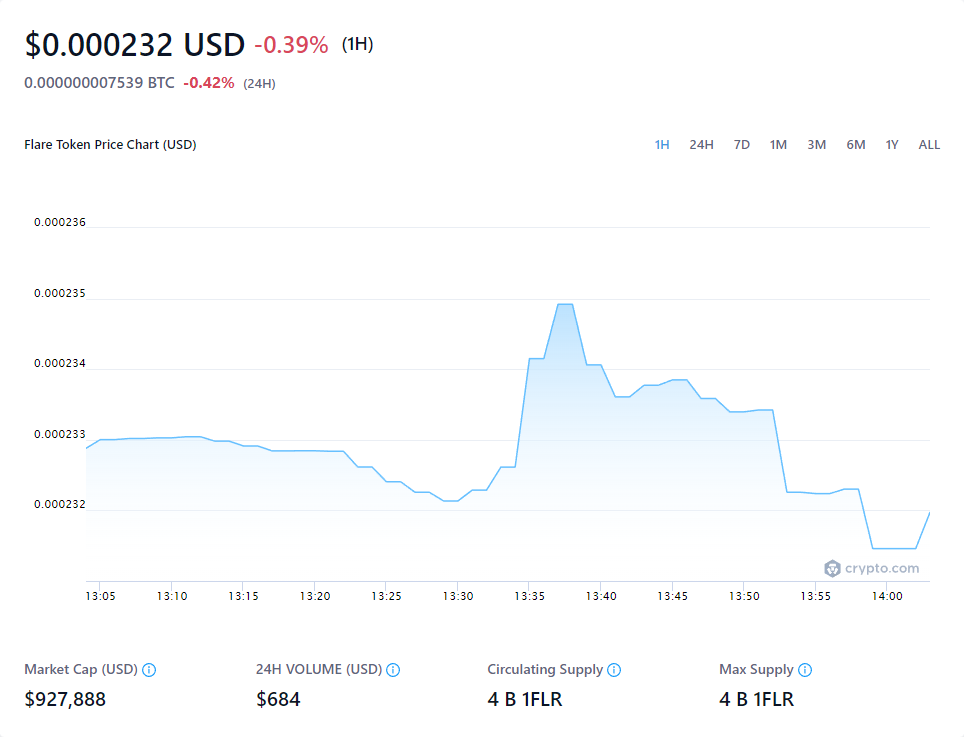 $0.000232 USD -0.39% (1H)
0.000000007539 BTC -0.42% (24H)
Flare Token Price Chart (USD) 1H 24H 7D 1M 3M 6M 1Y ALL
0.000236
0.000235
0.000234
0.000233
0.000232
crypto.com
13:05 13:10 13:15 13:20 13:25 13:30 13:35 13:40 13:45 13:50 13:55 14:00
Market Cap (USD) 24H VOLUME (USD) Circulating Supply Max Supply
$927,888 $684 4 B 1FLR 4 B 1FLR